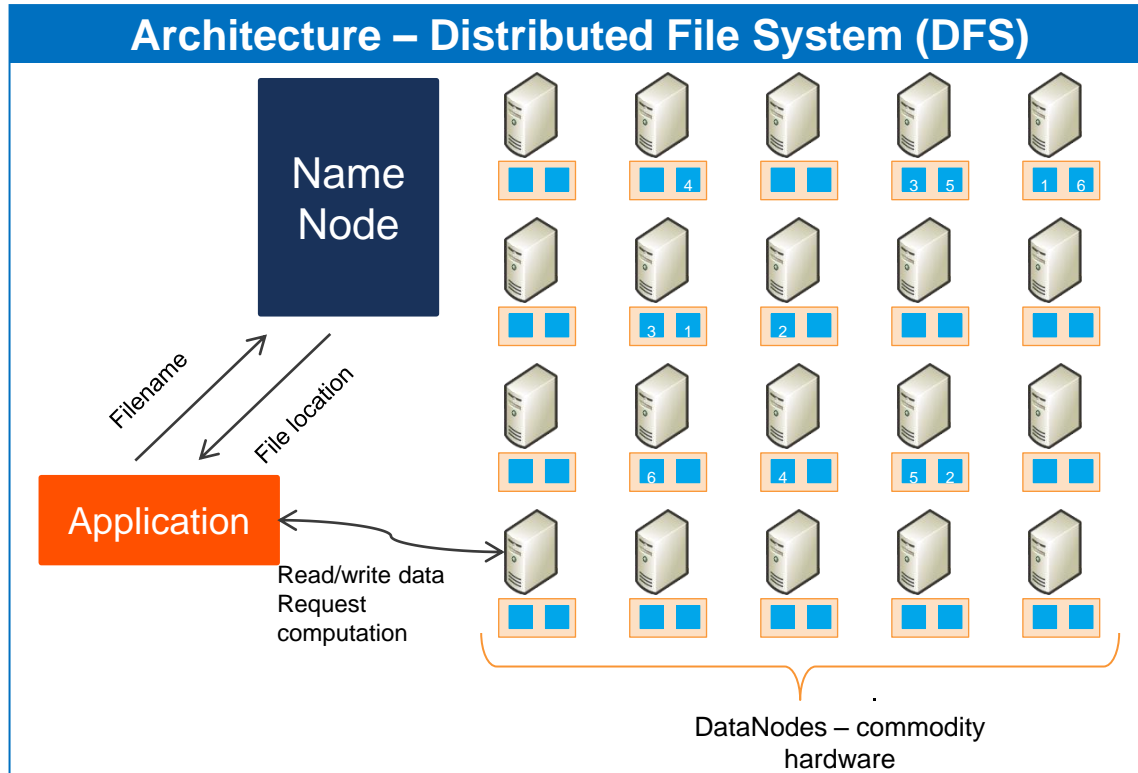 Architecture – Distributed File System (DFS)
Name
Node
4
3 5
1 6
3 1
2
Filename
File location
6
4
5 2
Application
Read/write data
Request
computation
.
DataNodes – commodity
hardware